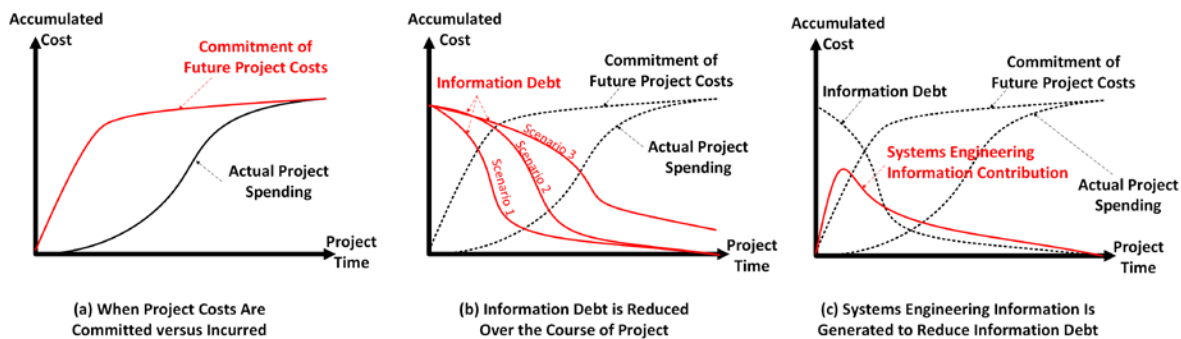 Accumulated
Cost
Commitment of
Future Project Costs
Actual Project
Spending
Project
Time
(a) When Project Costs Are
Committed versus Incurred
Accumulated
Cost
Commitment of
Future Project Costs
Information Debt
Scenario 1
Scenario 2
Scenario 3
Actual Project
Spending
Project
Time
(b) Information Debt is Reduced
Over the Course of Project
Accumulated
Cost
Commitment of
Future Project Costs
Information Debt
Systems Engineering
Information Contribution
Actual Project
Spending
Project
Time
(c) Systems Engineering Information Is
Generated to Reduce Information Debt